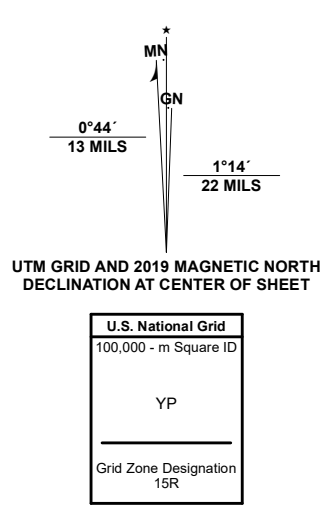 ★
MN
GN
0°44´
13 MILS
1°14´
22 MILS
UTM GRID AND 2019 MAGNETIC NORTH
DECLINATION AT CENTER OF SHEET
U.S. National Grid
100,000 - m Square ID
YP
Grid Zone Designation
15R